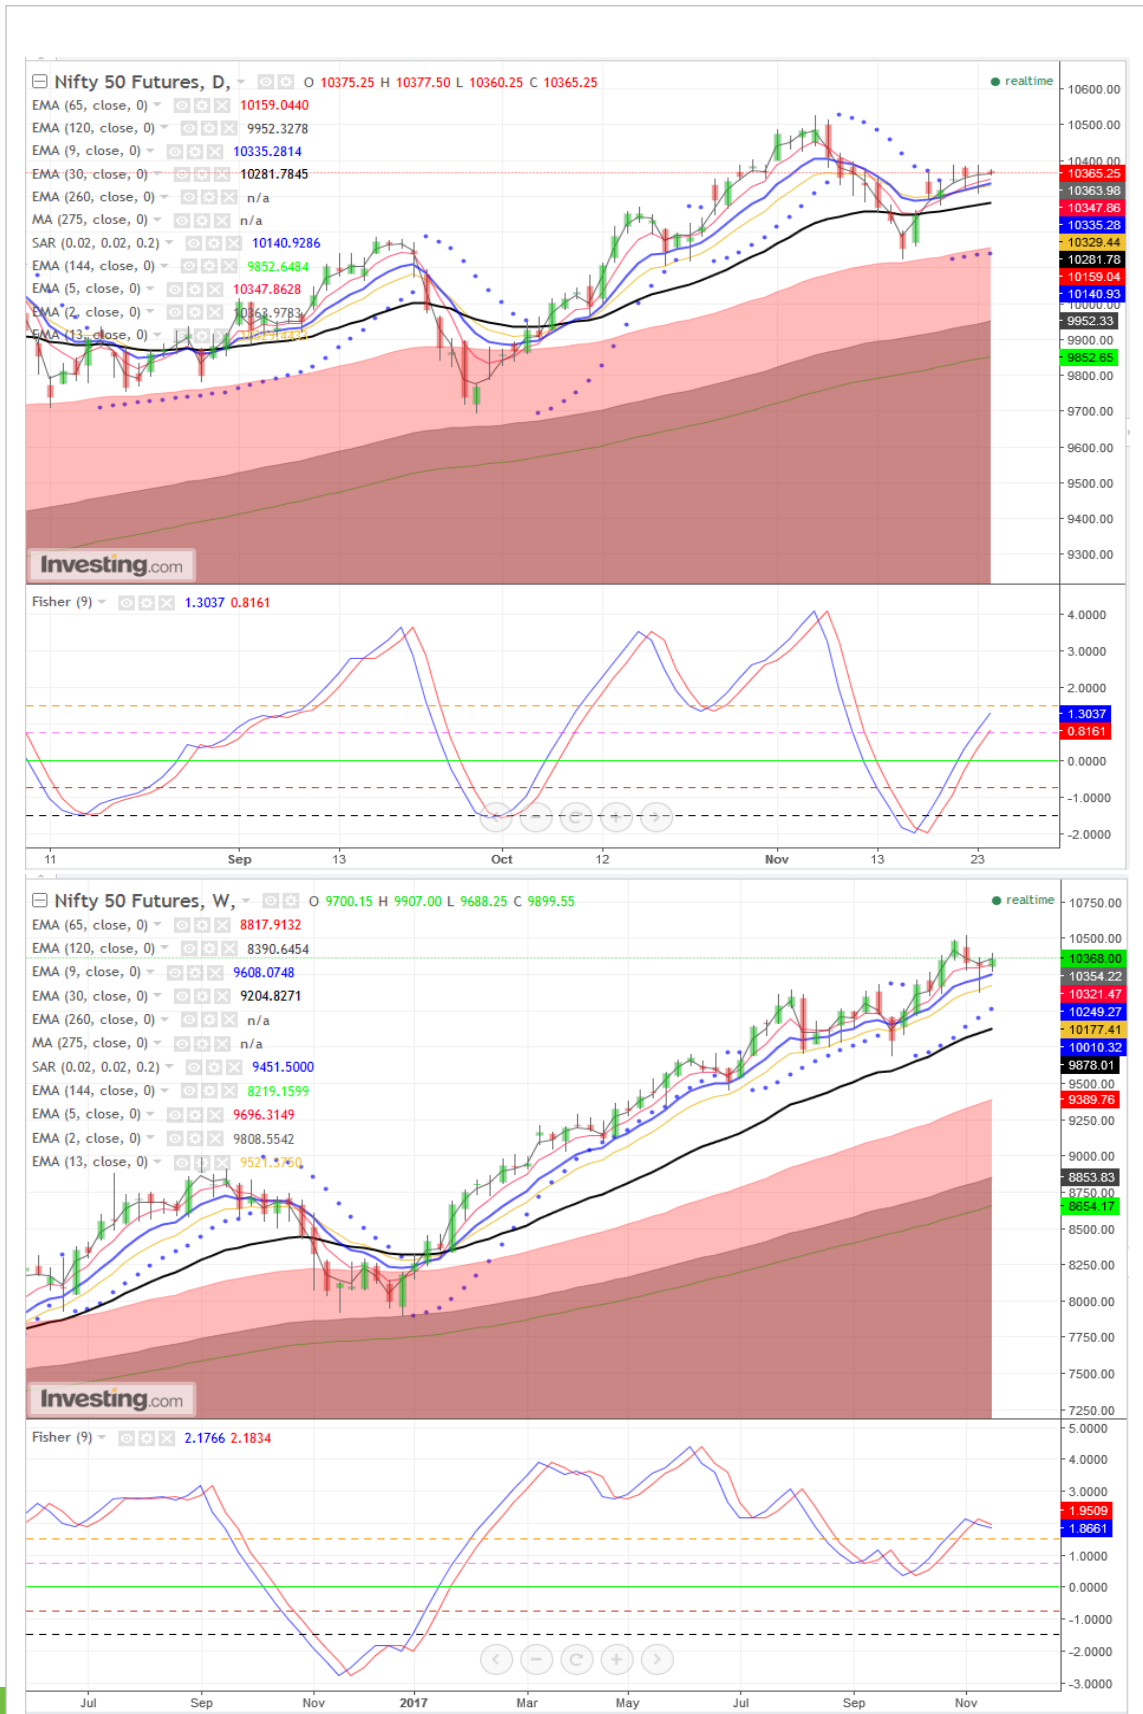 Nifty 50 Futures, D, O 10375.25 H 10377.50 L 10360.25 C 10365.25
realtime
EMA (65, close, 0) 10159.0440
EMA (120, close, 0) 9952.3278
EMA (9, close, 0) 10335.2814
EMA (30, close, 0) 10281.7845
EMA (260, close, 0) n/a
MA (275, close, 0) n/a
SAR (0.02, 0.02, 0.2) 10140.9286
EMA (144, close, 0) 9852.6484
EMA (5, close, 0) 10347.8628
EMA (2, close, 0) 10363.9783
EMA (13, close, 0)
10600.00
10500.00
10400.00
10365.25
10363.98
10347.86
10335.28
10329.44
10281.78
10159.04
10140.93
10000.00
9952.33
9900.00
9852.65
9800.00
9700.00
9600.00
9500.00
9400.00
9300.00
Investing.com
Fisher (9) 1.3037 0.8161
4.0000
3.0000
2.0000
1.3037
0.8161
0.0000
-1.0000
-2.0000
11 Sep 13 Oct 12 Nov 13 23
Nifty 50 Futures, W, O 9700.15 H 9907.00 L 9688.25 C 9899.55
realtime
EMA (65, close, 0) 8817.9132
EMA (120, close, 0) 8390.6454
EMA (9, close, 0) 9608.0748
EMA (30, close, 0) 9204.8271
EMA (260, close, 0) n/a
MA (275, close, 0) n/a
SAR (0.02, 0.02, 0.2) 9451.5000
EMA (144, close, 0) 8219.1599
EMA (5, close, 0) 9696.3149
EMA (2, close, 0) 9808.5542
EMA (13, close, 0) 9521.3750
10750.00
10500.00
10368.00
10354.22
10321.47
10249.27
10177.41
10010.32
9878.01
9500.00
9389.76
9250.00
9000.00
8853.83
8750.00
8654.17
8500.00
8250.00
8000.00
7750.00
7500.00
7250.00
Investing.com
Fisher (9) 2.1766 2.1834
5.0000
4.0000
3.0000
1.9509
1.8661
1.0000
0.0000
-1.0000
-2.0000
-3.0000
Jul Sep Nov 2017 Mar May Jul Sep Nov